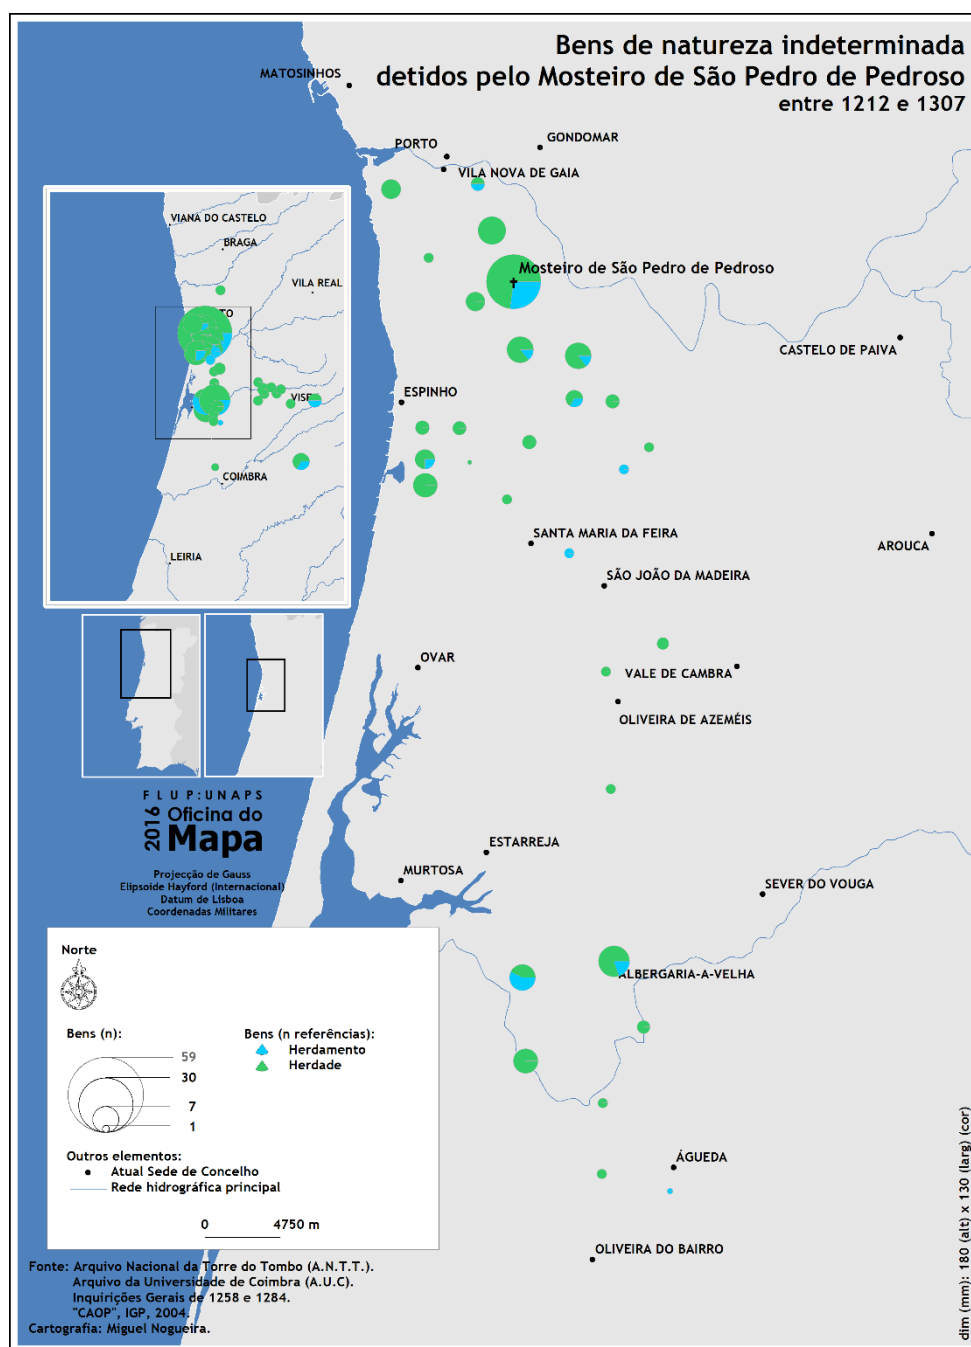 Bens de natureza indeterminada
detidos pelo Mosteiro de São Pedro de Pedroso
entre 1212 e 1307
MATOSINHOS
PORTO
GONDOMAR
VILA NOVA DE GAIA
Mosteiro de São Pedro de Pedroso
CASTELO DE PAIVA
ESPINHO
SANTA MARIA DA FEIRA
AROUCA
SÃO JOÃO DA MADEIRA
OVAR
VALE DE CAMBRA
OLIVEIRA DE AZEMÉIS
ESTARREJA
MURTOSA
SEVER DO VOUGA
ALBERGARIA-A-VELHA
ÁGUEDA
OLIVEIRA DO BAIRRO
VIANA DO CASTELO
BRAGA
VILA REAL
TO
VISE
COIMBRA
LEIRIA
FLUP:UNAPS
2016 Oficina do
Mapa
Projecção de Gauss
Elipsoide Hayford (Internacional)
Datum de Lisboa
Coordenadas Militares
Norte
Bens (n):
59
30
7
1
Bens (n referências):
Herdamento
Herdade
Outros elementos:
Atual Sede de Concelho
Rede hidrográfica principal
0 4750 m
Fonte: Arquivo Nacional da Torre do Tombo (A.N.T.T.).
Arquivo da Universidade de Coimbra (A.U.C).
Inquirições Gerais de 1258 e 1284.
"CAOP", IGP, 2004.
Cartografia: Miguel Nogueira.
dim (mm): 180 (alt) x 130 (larg) (cor)